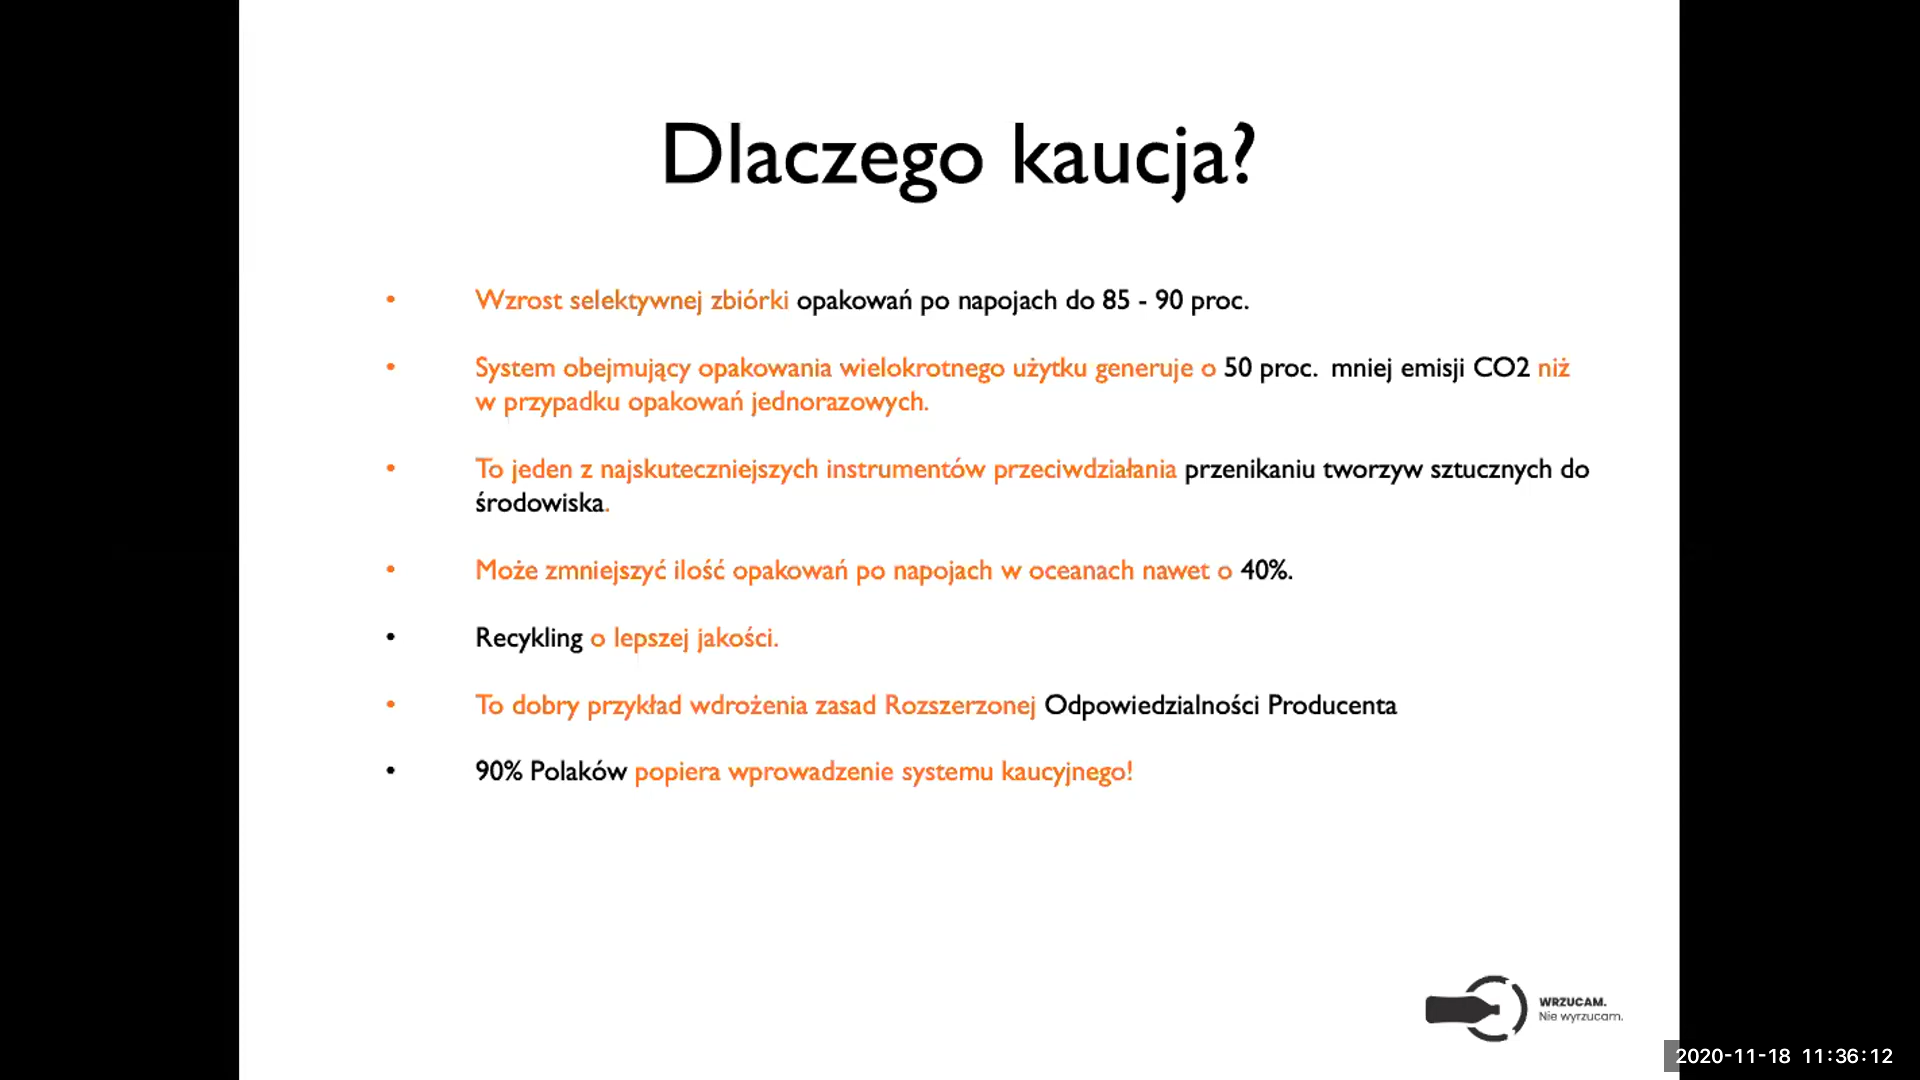 Dlaczego kaucja?
• Wzrost selektywnej zbiórki opakowań po napojach do 85 - 90 proc.
• System obejmujący opakowania wielokrotnego użytku generuje o 50 proc. mniej emisji CO2 niż
w przypadku opakowań jednorazowych.
• To jeden z najskuteczniejszych instrumentów przeciwdziałania przenikaniu tworzyw sztucznych do
środowiska.
• Może zmniejszyć ilość opakowań po napojach w oceanach nawet o 40%.
• Recykling o lepszej jakości.
• To dobry przykład wdrożenia zasad Rozszerzonej Odpowiedzialności Producenta
• 90% Polaków popiera wprowadzenie systemu kaucyjnego!
WRZUCAM.
Nie wyrzucam.
2020-11-18 11:36:12